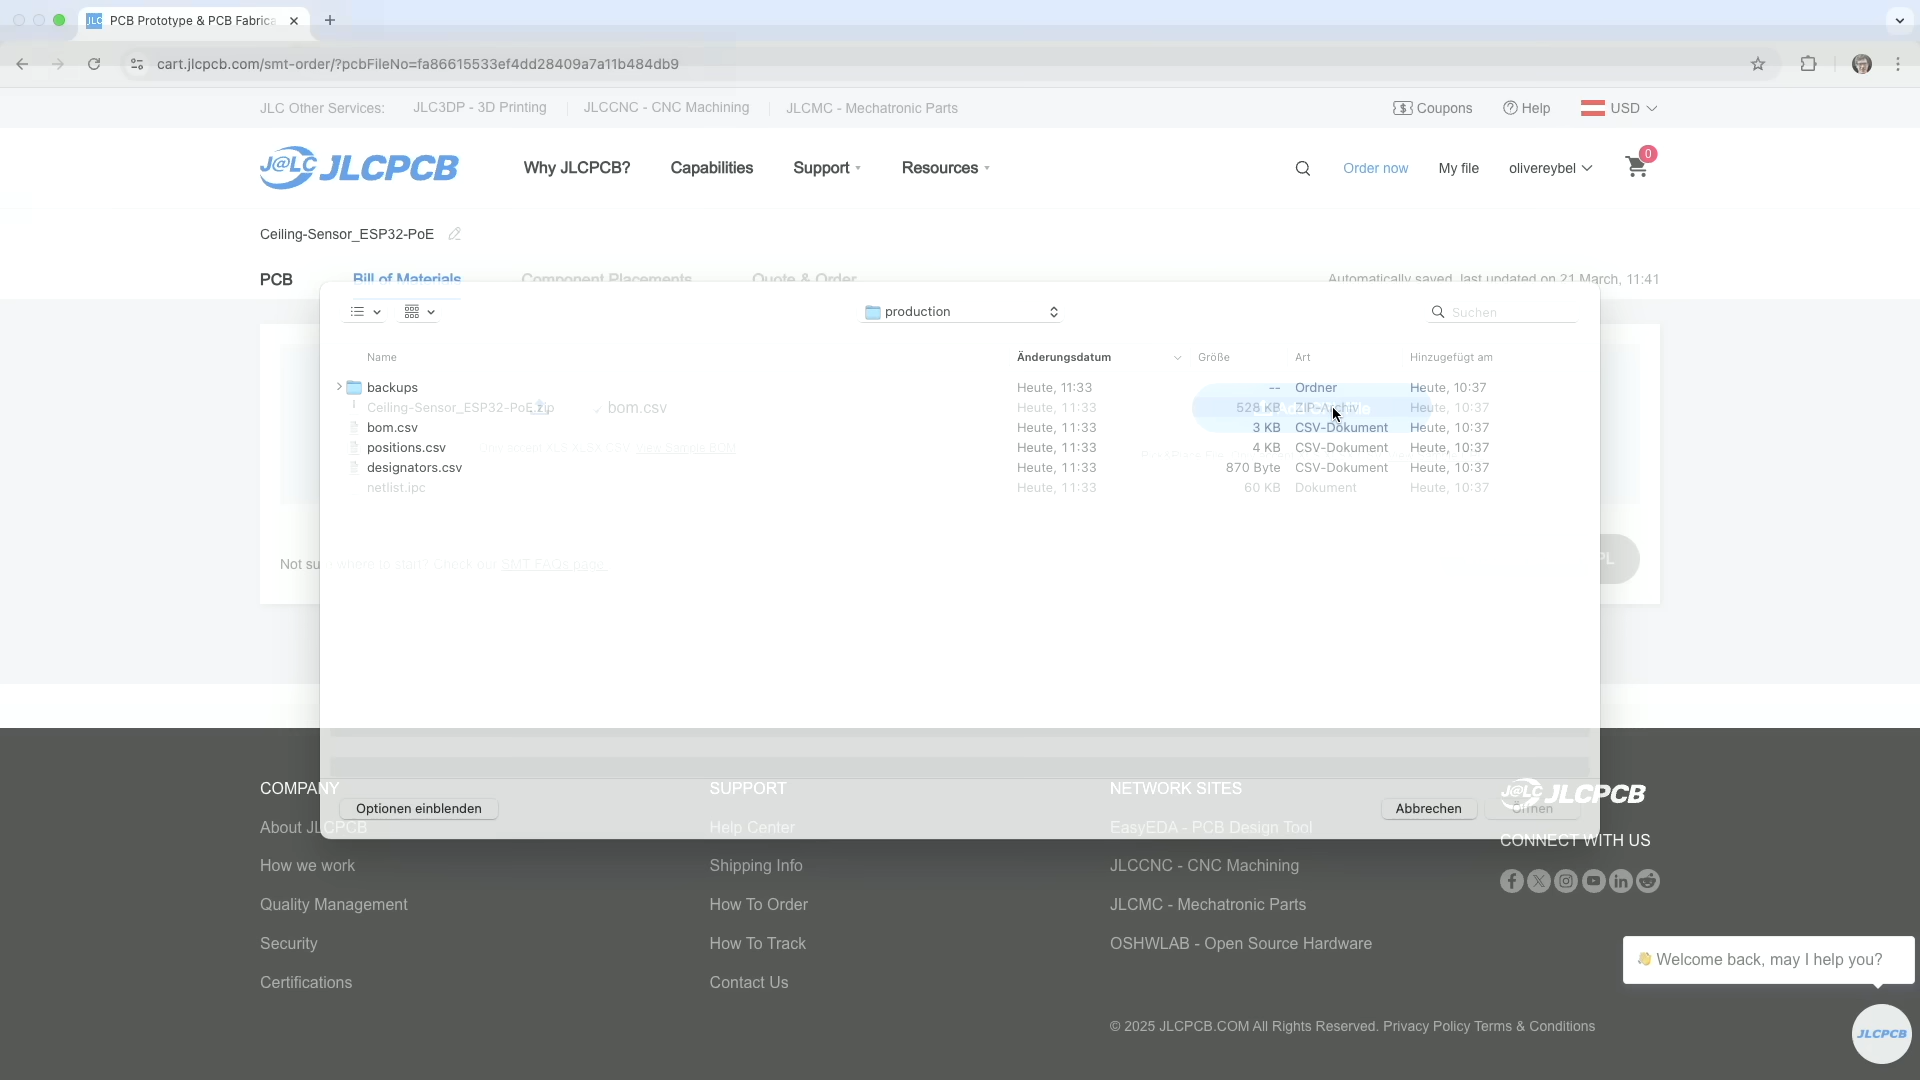 JLC PCB Prototype & PCB Fabrica
cart.jlcpcb.com/smt-order/?pcbFileNo=fa86615533ef4dd28409a7a11b484db9
JLC Other Services: JLC3DP - 3D Printing JLCCNC - CNC Machining JLCMC - Mechatronic Parts Coupons Help USD
J@LC JLCPCB Why JLCPCB? Capabilities Support Resources Order now My file olivereybel 0
Ceiling-Sensor_ESP32-PoE
PCB Bill of Materials Component Placements Quote & Order Automatically saved, last updated on 21 March, 11:41
production Suchen
Name Änderungsdatum Größe Art Hinzugefügt am
backups Heute, 11:33 -- Ordner Heute, 10:37
Ceiling-Sensor_ESP32-PoE.zip bom.csv Heute, 11:33 528 KB ZIP-Archiv Heute, 10:37
bom.csv Heute, 11:33 3 KB CSV-Dokument Heute, 10:37
positions.csv View Sample BOM Heute, 11:33 4 KB CSV-Dokument Heute, 10:37
designators.csv Heute, 11:33 870 Byte CSV-Dokument Heute, 10:37
netlist.ipc Heute, 11:33 60 KB Dokument Heute, 10:37
Not sure where to start? Check our SMT FAQs page. PL
Optionen einblenden Abbrechen Öffnen
COMPANY SUPPORT NETWORK SITES J@LC JLCPCB
About JLCPCB Help Center EasyEDA - PCB Design Tool CONNECT WITH US
How we work Shipping Info JLCCNC - CNC Machining
Quality Management How To Order JLCMC - Mechatronic Parts
Security How To Track OSHWLAB - Open Source Hardware
Certifications Contact Us
👋 Welcome back, may I help you?
© 2025 JLCPCB.COM All Rights Reserved. Privacy Policy Terms & Conditions
JLCPCB